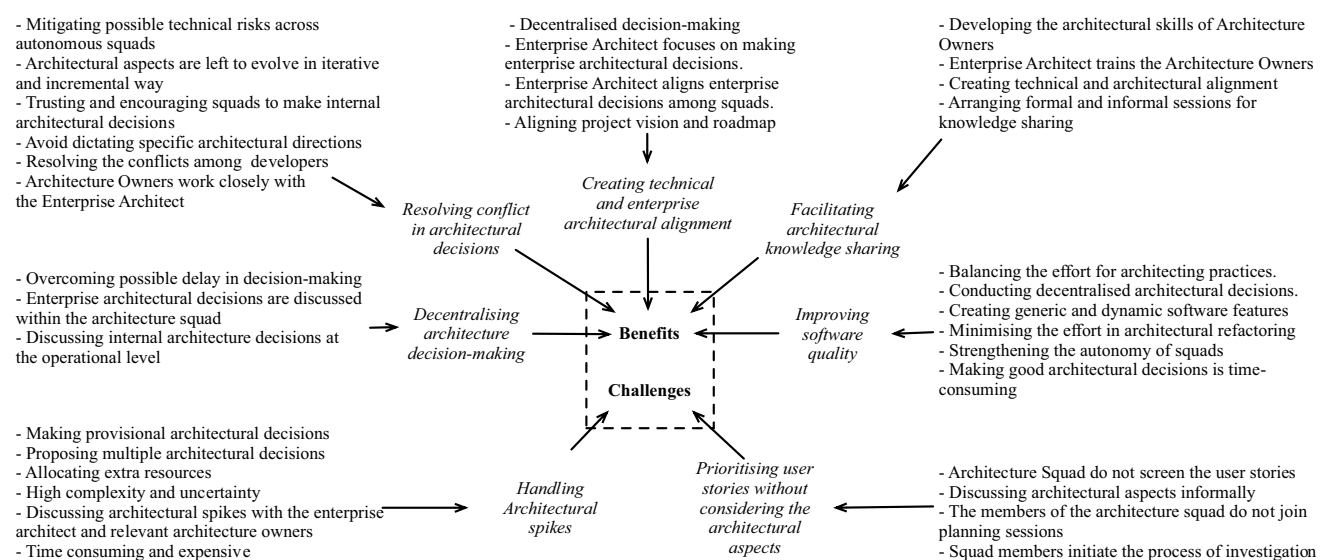 - Mitigating possible technical risks across
autonomous squads
- Architectural aspects are left to evolve in iterative
and incremental way
- Trusting and encouraging squads to make internal
architectural decisions
- Avoid dictating specific architectural directions
- Resolving the conflicts among developers
- Architecture Owners work closely with
the Enterprise Architect
- Decentralised decision-making
- Enterprise Architect focuses on making
enterprise architectural decisions.
- Enterprise Architect aligns enterprise
architectural decisions among squads.
- Aligning project vision and roadmap
- Developing the architectural skills of Architecture
Owners
- Enterprise Architect trains the Architecture Owners
- Creating technical and architectural alignment
- Arranging formal and informal sessions for
knowledge sharing
Resolving conflict
in architectural
decisions
Creating technical
and enterprise
architectural alignment
Facilitating
architectural
knowledge sharing
- Overcoming possible delay in decision-making
- Enterprise architectural decisions are discussed
within the architecture squad
- Discussing internal architecture decisions at
the operational level
Decentralising
architecture
decision-making
Benefits
Challenges
Improving
software
quality
- Balancing the effort for architecting practices.
- Conducting decentralised architectural decisions.
- Creating generic and dynamic software features
- Minimising the effort in architectural refactoring
- Strengthening the autonomy of squads
- Making good architectural decisions is time-
consuming
- Making provisional architectural decisions
- Proposing multiple architectural decisions
- Allocating extra resources
- High complexity and uncertainty
- Discussing architectural spikes with the enterprise
architect and relevant architecture owners
- Time consuming and expensive
Handling
Architectural
spikes
Prioritising user
stories without
considering the
architectural
aspects
- Architecture Squad do not screen the user stories
- Discussing architectural aspects informally
- The members of the architecture squad do not join
planning sessions
- Squad members initiate the process of investigation